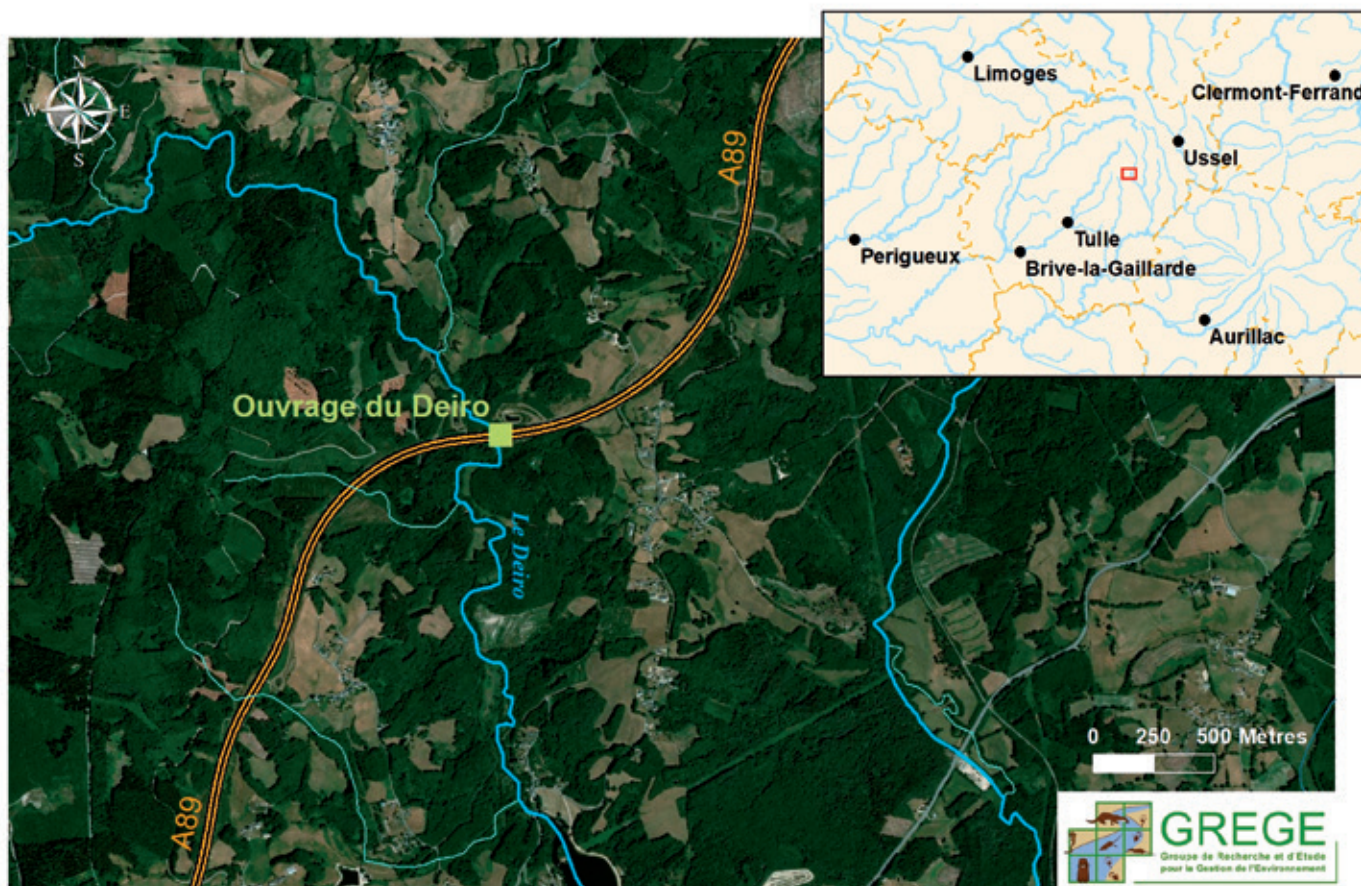 N
W
E
S
A89
Ouvrage du Deiro
Le Deiro
A89
Limoges
Clermont-Ferrand
Ussel
Tulle
Perigueux
Brive-la-Gaillarde
Aurillac
0 250 500 Mètres
GREGE
Groupe de Recherche et d'Etude
pour la Gestion de l'Environnement